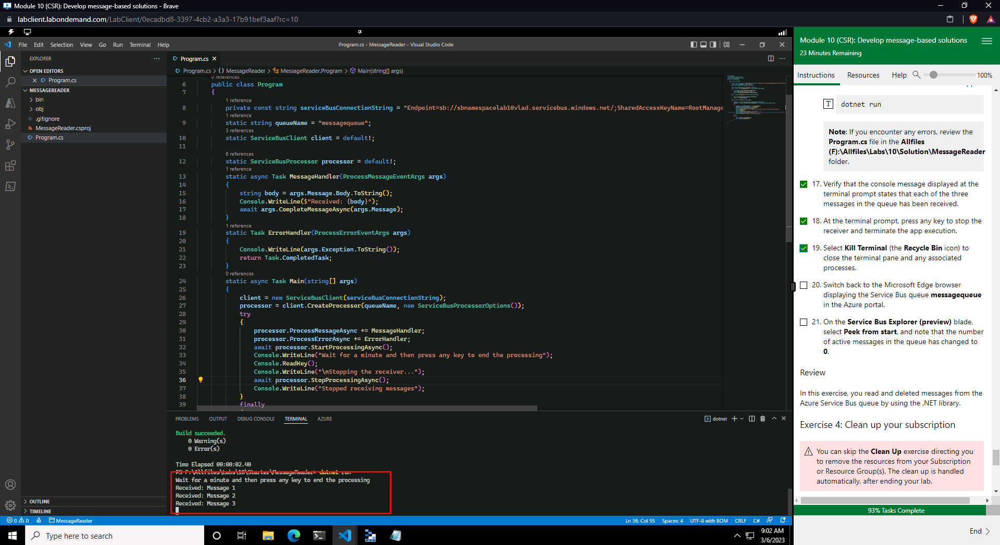 Module 10 (CSR): Develop message-based solutions - Brave
labclient.labondemand.com/LabClient/0ecadbd8-3397-4cb2-a3a3-17b91bef3aaf?rc=10
File Edit Selection View Go Run Terminal Help
Program.cs - MessageReader - Visual Studio Code
EXPLORER
OPEN EDITORS
Program.cs
MESSAGEREADER
bin
obj
.gitignore
MessageReader.csproj
Program.cs
OUTLINE
TIMELINE
Program.cs
Program.cs > {} MessageReader > MessageReader.Program > Main(string[] args)
0 references
6 public class Program
7 {
1 reference
8 private const string serviceBusConnectionString = "Endpoint=sb://sbnamespacelab10vlad.servicebus.windows.net/;SharedAccessKeyName=RootManage
1 reference
9 static string queueName = "messagequeue";
3 references
10 static ServiceBusClient client = default!;
11
6 references
12 static ServiceBusProcessor processor = default!;
1 reference
13 static async Task MessageHandler(ProcessMessageEventArgs args)
14 {
15 string body = args.Message.Body.ToString();
16 Console.WriteLine($"Received: {body}");
17 await args.CompleteMessageAsync(args.Message);
18 }
1 reference
19 static Task ErrorHandler(ProcessErrorEventArgs args)
20 {
21 Console.WriteLine(args.Exception.ToString());
22 return Task.CompletedTask;
23 }
0 references
24 static async Task Main(string[] args)
25 {
26 client = new ServiceBusClient(serviceBusConnectionString);
27 processor = client.CreateProcessor(queueName, new ServiceBusProcessorOptions());
28 try
29 {
30 processor.ProcessMessageAsync += MessageHandler;
31 processor.ProcessErrorAsync += ErrorHandler;
32 await processor.StartProcessingAsync();
33 Console.WriteLine("Wait for a minute and then press any key to end the processing");
34 Console.ReadKey();
35 Console.WriteLine("\nStopping the receiver...");
36 await processor.StopProcessingAsync();
37 Console.WriteLine("Stopped receiving messages");
38 }
39 finally
PROBLEMS OUTPUT DEBUG CONSOLE TERMINAL AZURE
dotnet
Build succeeded.
0 Warning(s)
0 Error(s)
Time Elapsed 00:00:02.40
PS F:\Allfiles\Labs\10\Starter\MessageReader> dotnet run
Wait for a minute and then press any key to end the processing
Received: Message 1
Received: Message 2
Received: Message 3
0 0 MessageReader
Ln 36, Col 55 Spaces: 4 UTF-8 with BOM CRLF C#
Type here to search
9:02 AM
3/6/2023
Module 10 (CSR): Develop message-based solutions
23 Minutes Remaining
Instructions Resources Help 100%
T dotnet run
Note: If you encounter any errors, review the
Program.cs file in the Allfiles
(F):\Allfiles\Labs\10\Solution\MessageReader
folder.
17. Verify that the console message displayed at the
terminal prompt states that each of the three
messages in the queue has been received.
18. At the terminal prompt, press any key to stop the
receiver and terminate the app execution.
19. Select Kill Terminal (the Recycle Bin icon) to
close the terminal pane and any associated
processes.
20. Switch back to the Microsoft Edge browser
displaying the Service Bus queue messagequeue
in the Azure portal.
21. On the Service Bus Explorer (preview) blade,
select Peek from start, and note that the number
of active messages in the queue has changed to
0.
Review
In this exercise, you read and deleted messages from the
Azure Service Bus queue by using the .NET library.
Exercise 4: Clean up your subscription
You can skip the Clean Up exercise directing you
to remove the resources from your Subscription
or Resource Group(s). The clean up is handled
automatically, after ending your lab.
93% Tasks Complete
End